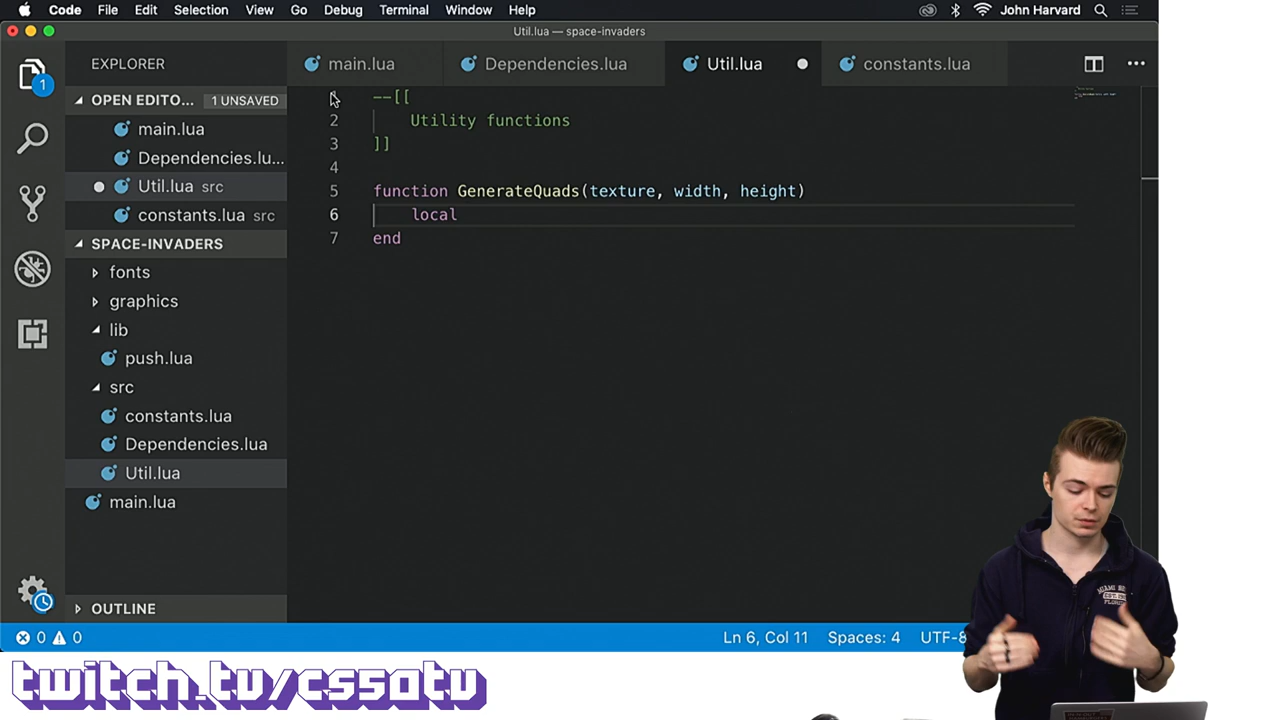 Code File Edit Selection View Go Debug Terminal Window Help John Harvard
Util.lua — space-invaders
EXPLORER
main.lua Dependencies.lua Util.lua constants.lua
1
OPEN EDITO... 1 UNSAVED
main.lua
Dependencies.lu...
Util.lua src
constants.lua src
SPACE-INVADERS
fonts
graphics
lib
push.lua
src
constants.lua
Dependencies.lua
Util.lua
main.lua
OUTLINE
--[[
2 Utility functions
3 ]]
4
5 function GenerateQuads(texture, width, height)
6 local
7 end
0 0 Ln 6, Col 11 Spaces: 4 UTF-8
MIAMI
FLORIDA
twitch.tv/cs50tv